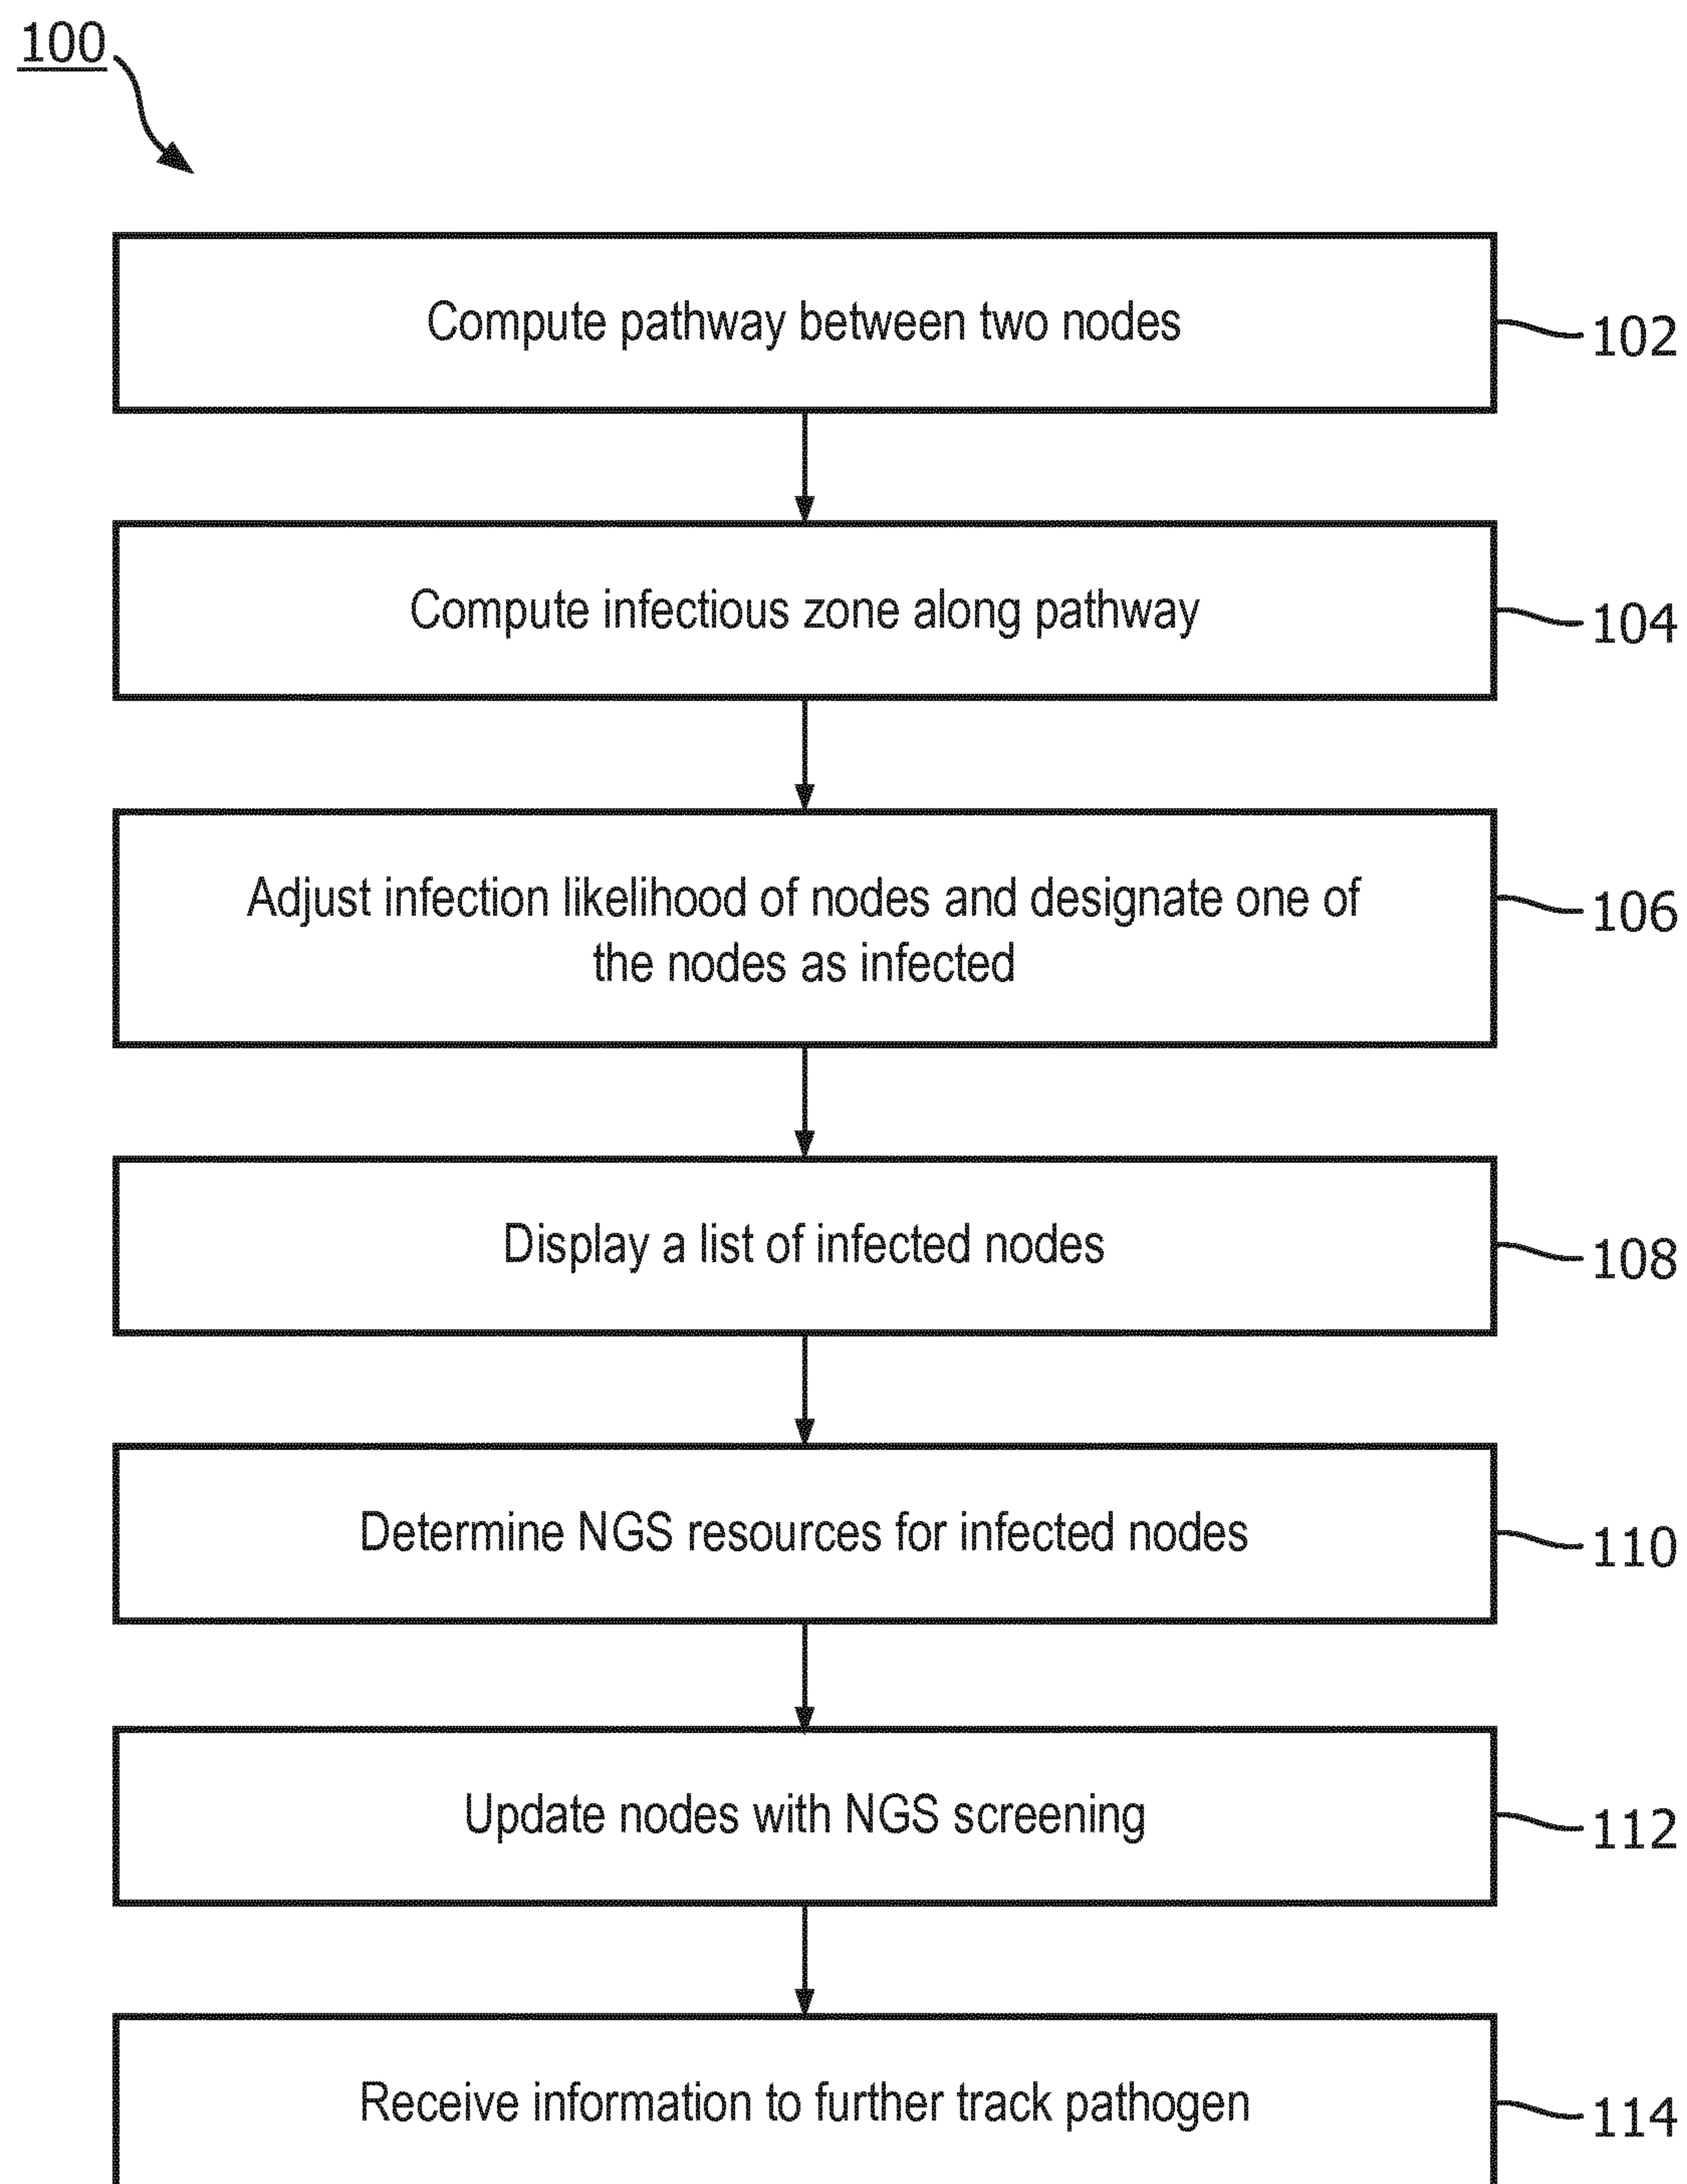 100
Compute pathway between two nodes
102
Compute infectious zone along pathway
104
Adjust infection likelihood of nodes and designate one of
the nodes as infected
106
Display a list of infected nodes
108
Determine NGS resources for infected nodes
110
Update nodes with NGS screening
112
Receive information to further track pathogen
114